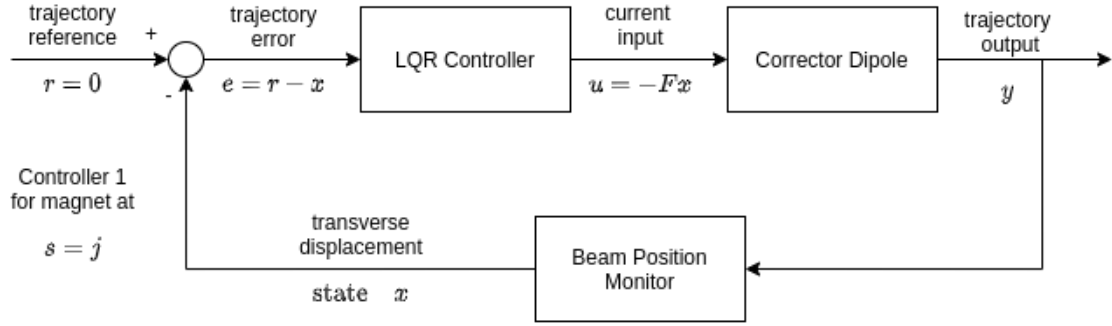 trajectory
reference
r = 0
+
-
trajectory
error
e = r − x
LQR Controller
current
input
u = −Fx
Corrector Dipole
trajectory
output
y
Controller 1
for magnet at
s = j
transverse
displacement
state x
Beam Position
Monitor